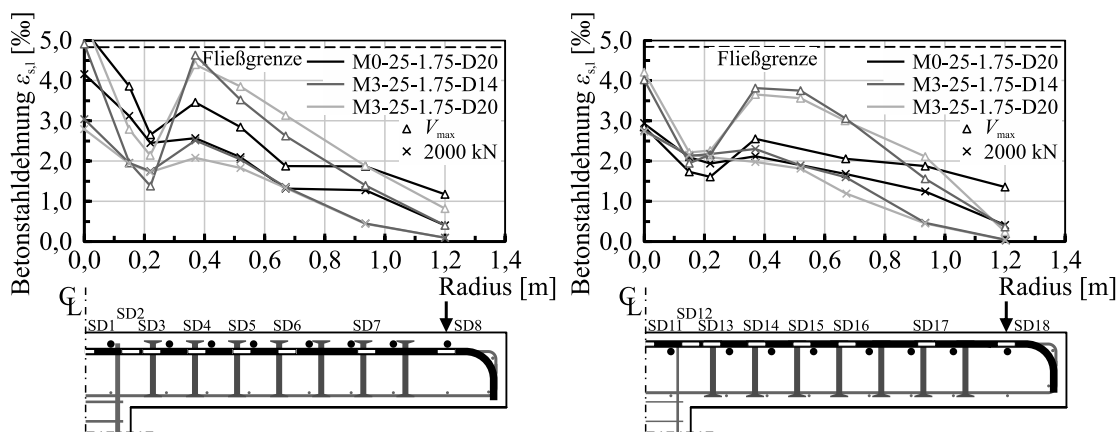 Betonstahldehnung εs,l [‰]
5,0
4,0
3,0
2,0
1,0
0,0
Fließgrenze
M0-25-1.75-D20
M3-25-1.75-D14
M3-25-1.75-D20
Vmax
2000 kN
0,0 0,2 0,4 0,6 0,8 1,0 1,2 1,4
Radius [m]
CL
SD1 SD2 SD3 SD4 SD5 SD6 SD7 SD8
Betonstahldehnung εs,l [‰]
5,0
4,0
3,0
2,0
1,0
0,0
Fließgrenze
M0-25-1.75-D20
M3-25-1.75-D14
M3-25-1.75-D20
Vmax
2000 kN
0,0 0,2 0,4 0,6 0,8 1,0 1,2 1,4
Radius [m]
CL
SD11 SD12 SD13 SD14 SD15 SD16 SD17 SD18